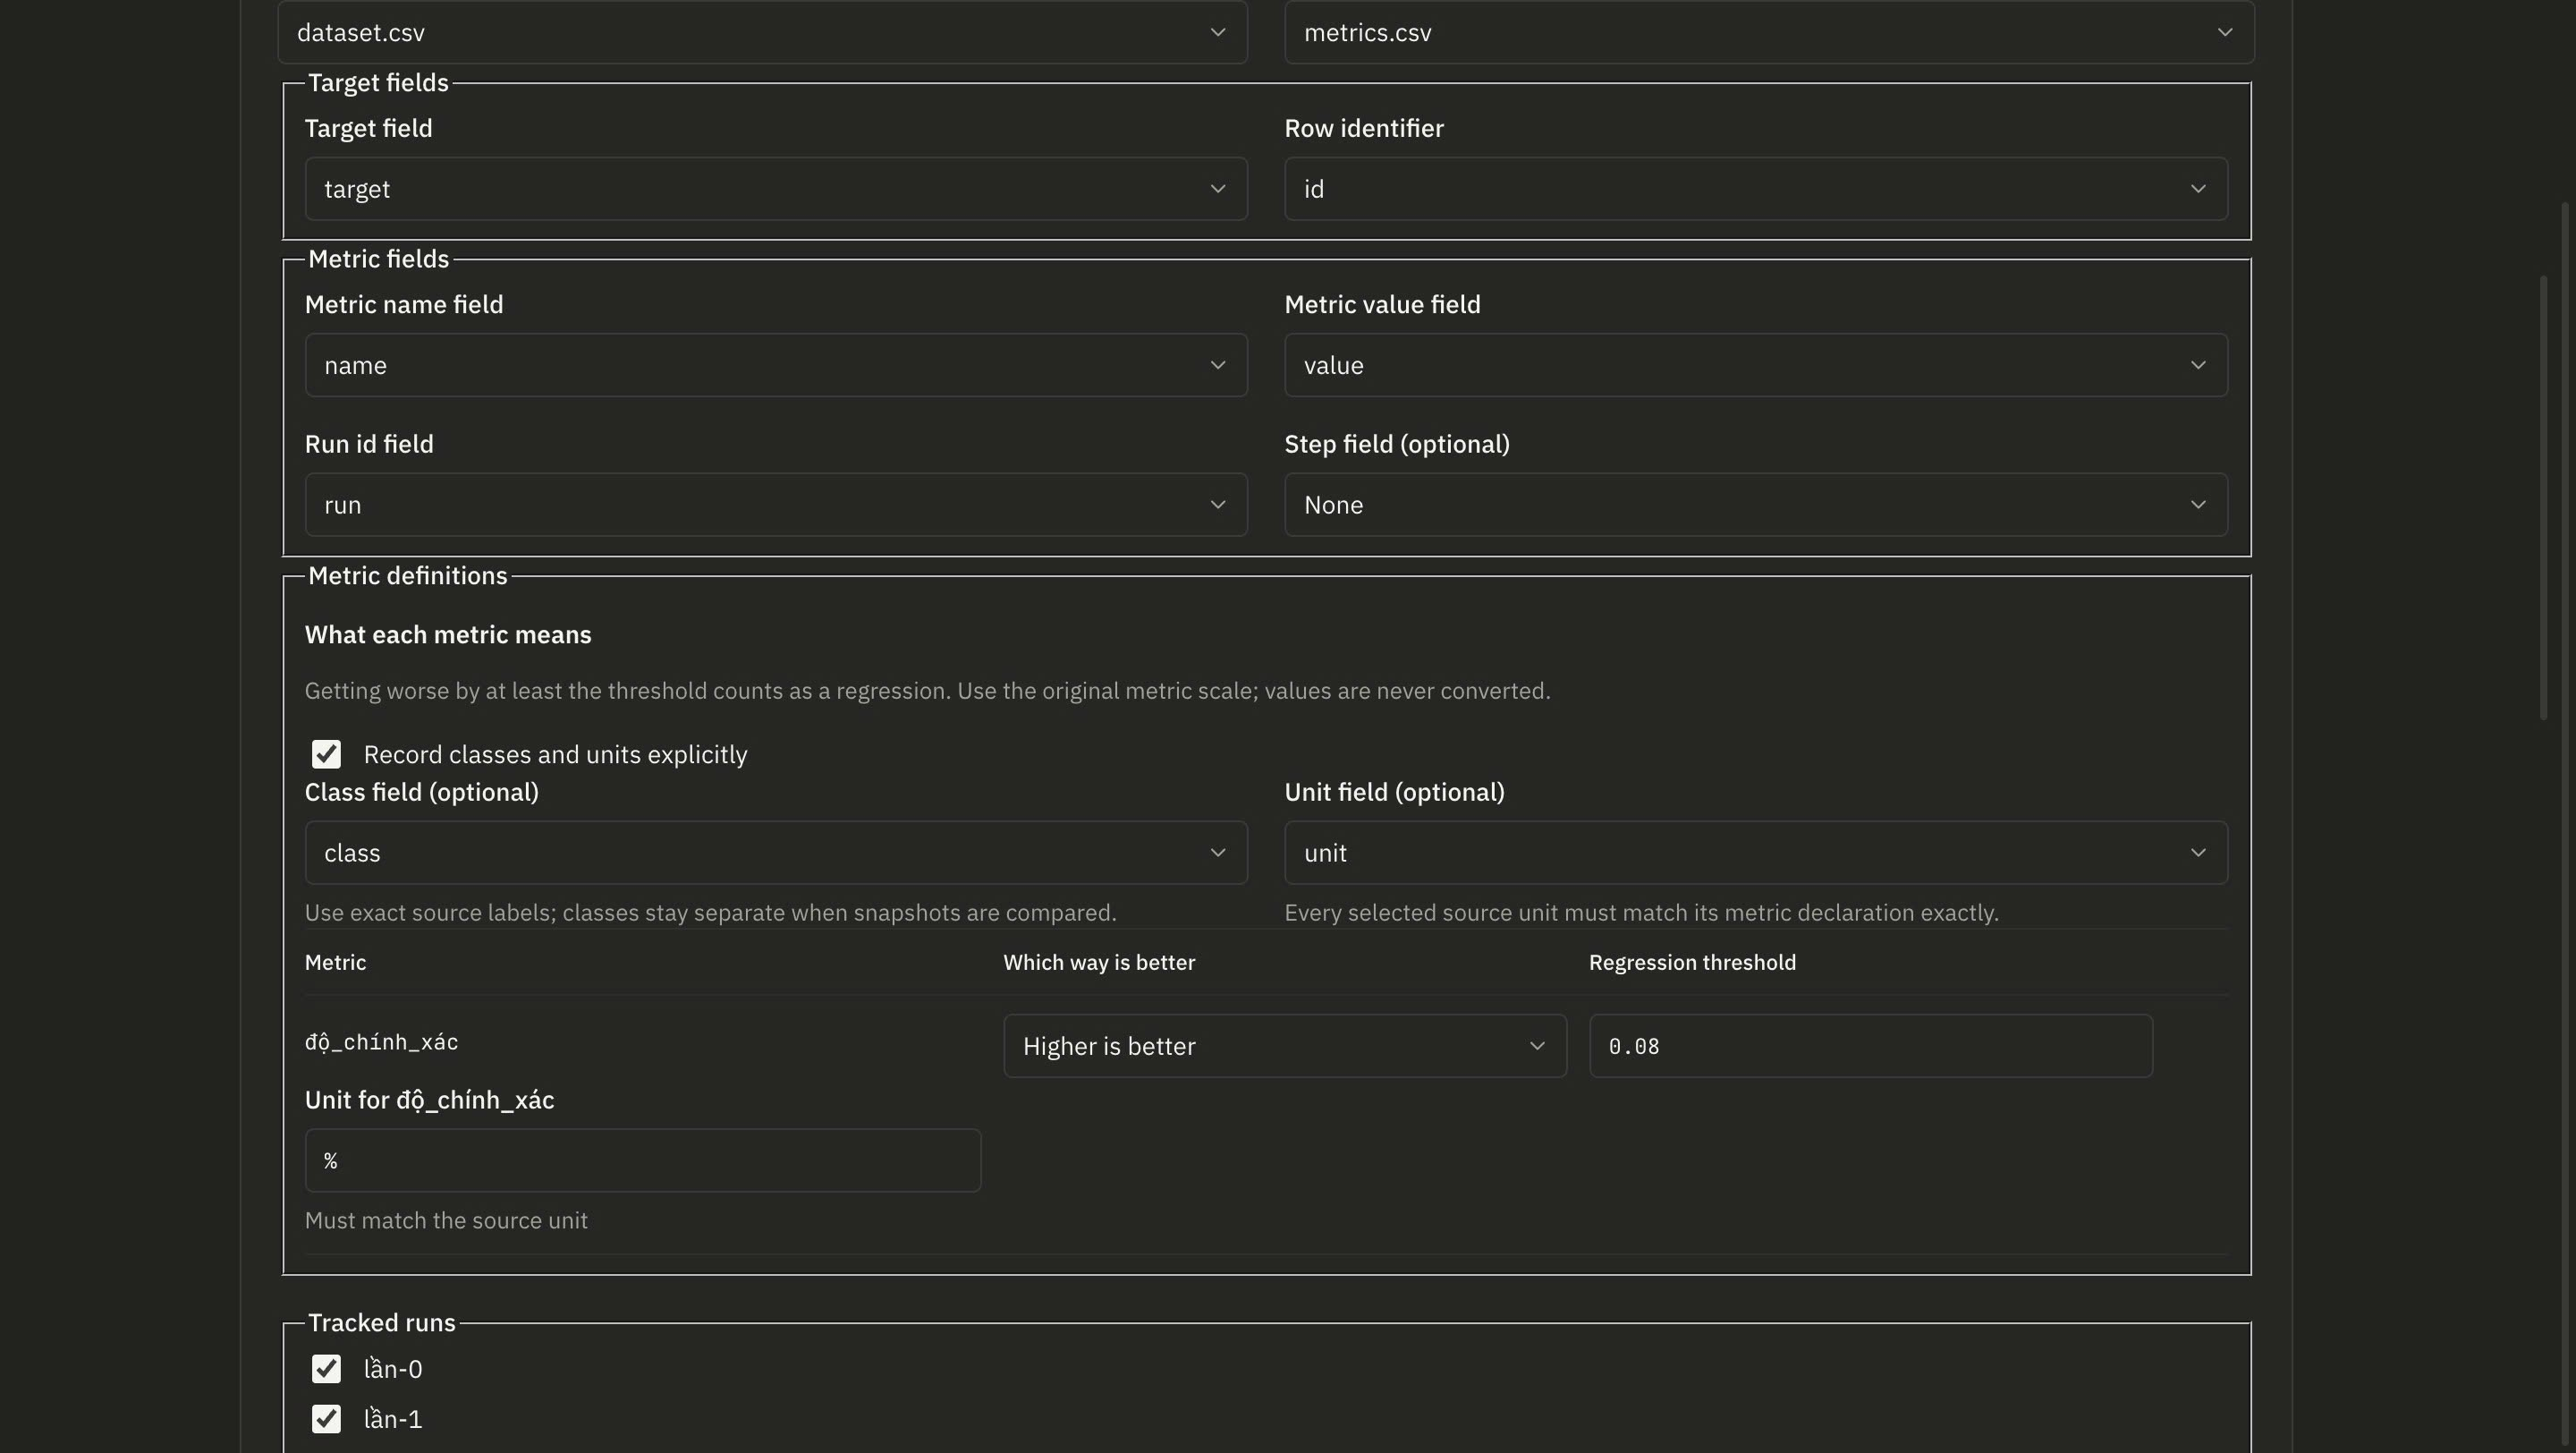 dataset.csv
metrics.csv
Target fields
Target field
Row identifier
target
id
Metric fields
Metric name field
Metric value field
name
value
Run id field
Step field (optional)
run
None
Metric definitions
What each metric means
Getting worse by at least the threshold counts as a regression. Use the original metric scale; values are never converted.
Record classes and units explicitly
Class field (optional)
Unit field (optional)
class
unit
Use exact source labels; classes stay separate when snapshots are compared.
Every selected source unit must match its metric declaration exactly.
Metric
Which way is better
Regression threshold
độ_chính_xác
Higher is better
0.08
Unit for độ_chính_xác
%
Must match the source unit
Tracked runs
lần-0
lần-1